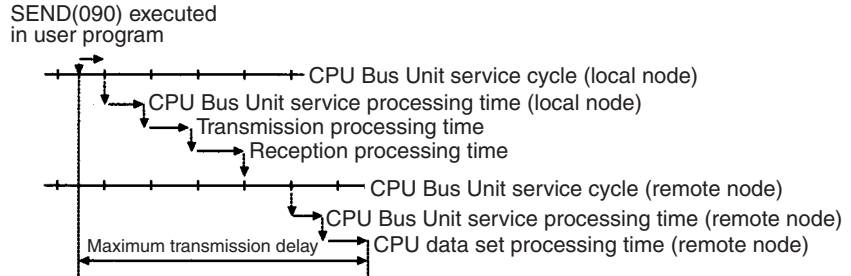 SEND(090) executed
in user program
CPU Bus Unit service cycle (local node)
CPU Bus Unit service processing time (local node)
Transmission processing time
Reception processing time
CPU Bus Unit service cycle (remote node)
CPU Bus Unit service processing time (remote node)
Maximum transmission delay
CPU data set processing time (remote node)